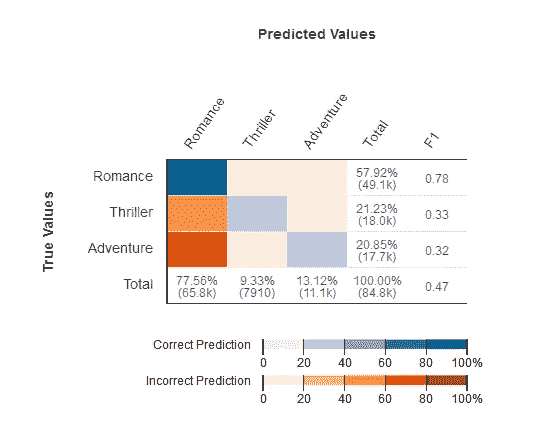 Predicted Values
Romance Thriller Adventure Total F1
True Values
Romance 57.92% 0.78
(49.1k)
Thriller 21.23% 0.33
(18.0k)
Adventure 20.85% 0.32
(17.7k)
Total 77.56% 9.33% 13.12% 100.00% 0.47
(65.8k) (7910) (11.1k) (84.8k)
Correct Prediction
0 20 40 60 80 100%
Incorrect Prediction
0 20 40 60 80 100%